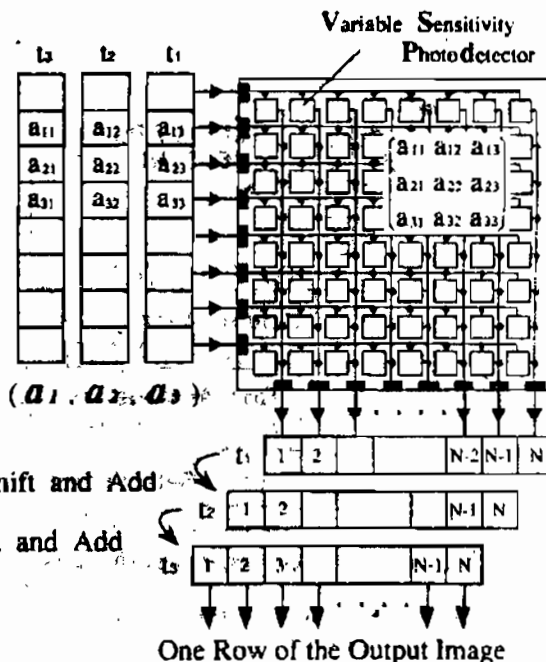 Variable Sensitivity
Photodetector
t3 t2 t1
a11 a12 a13
a21 a22 a23
a31 a32 a33
a11 a12 a13
a21 a22 a23
a31 a32 a33
(a1, a2, a3)
t1 1 2 N-2 N-1 N
hift and Add
t2 1 2 N-1 N
and Add
t3 1 2 3 N-1 N
One Row of the Output Image